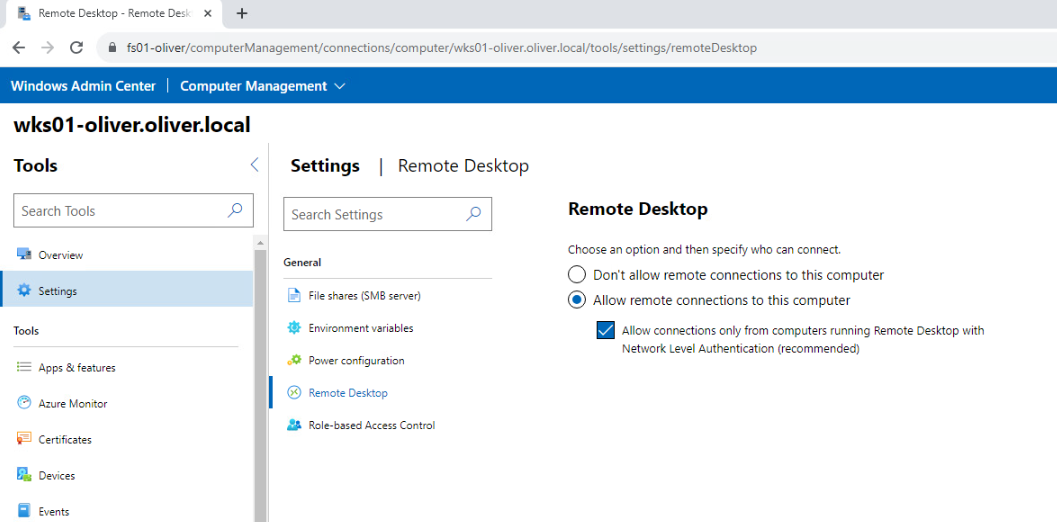 Remote Desktop - Remote Desk
fs01-oliver/computerManagement/connections/computer/wks01-oliver.oliver.local/tools/settings/remoteDesktop
Windows Admin Center | Computer Management
wks01-oliver.oliver.local
Tools
Search Tools
Overview
Settings
Tools
Apps & features
Azure Monitor
Certificates
Devices
Events
Settings | Remote Desktop
Search Settings
General
File shares (SMB server)
Environment variables
Power configuration
Remote Desktop
Role-based Access Control
Remote Desktop
Choose an option and then specify who can connect.
Don't allow remote connections to this computer
Allow remote connections to this computer
Allow connections only from computers running Remote Desktop with
Network Level Authentication (recommended)